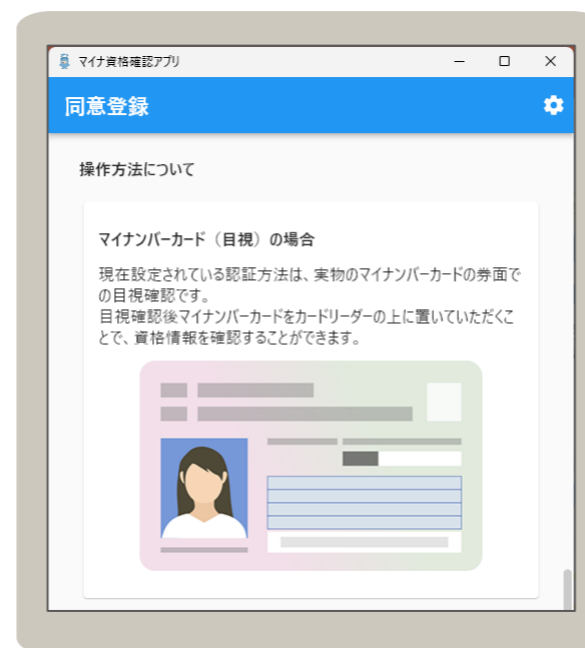 マイナ資格確認アプリ
同意登録
操作方法について
マイナンバーカード（目視）の場合
現在設定されている認証方法は、実物のマイナンバーカードの券面で
の目視確認です。
目視確認後マイナンバーカードをカードリーダーの上に置いていただくこ
とで、資格情報を確認することができます。